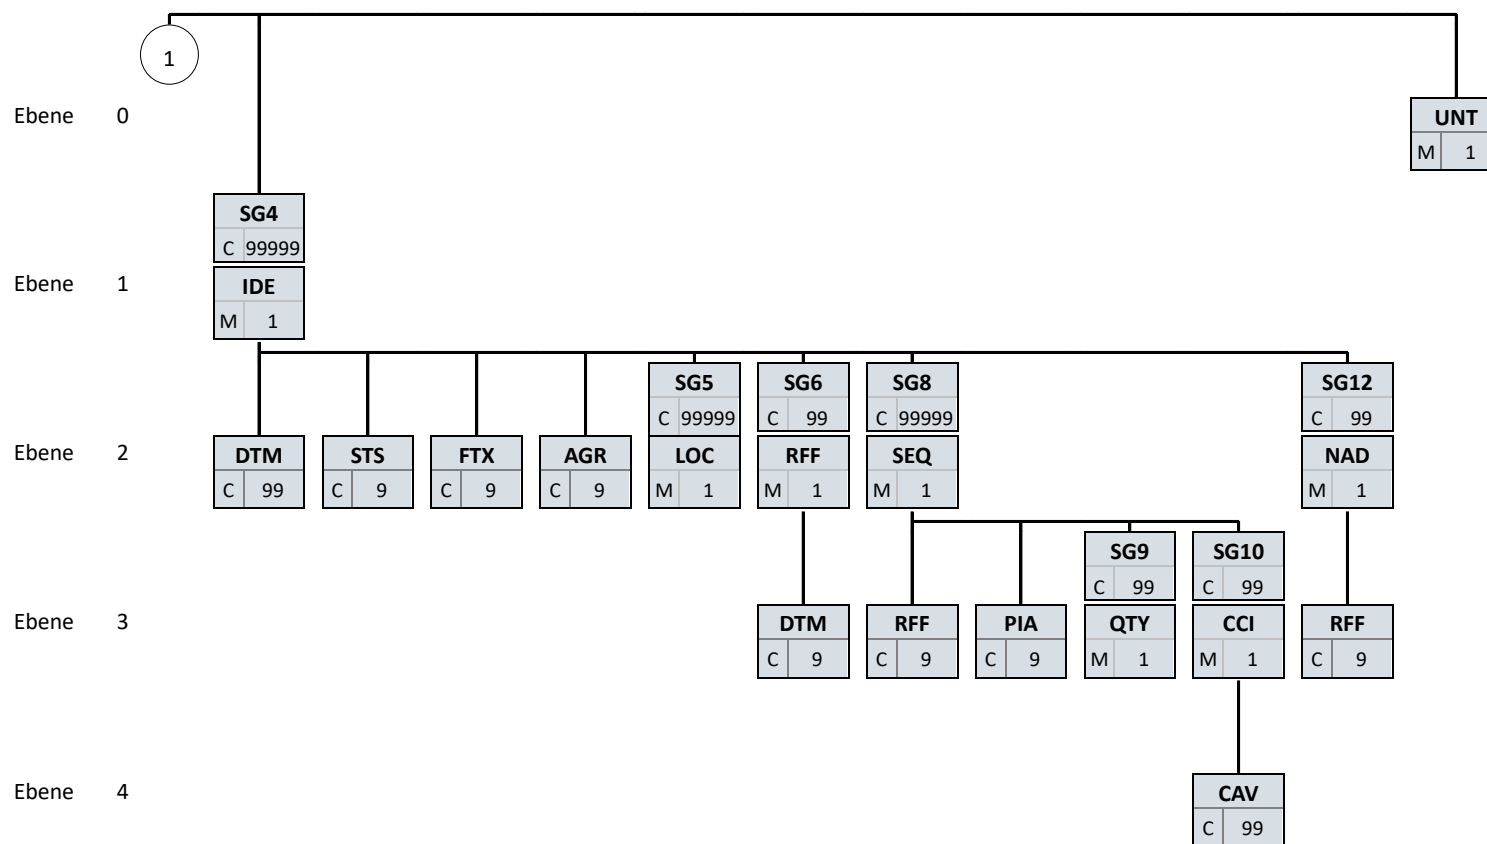 1
Ebene 0
UNT
M 1
SG4
C 99999
Ebene 1
IDE
M 1
SG5 SG6 SG8 SG12
C 99999 C 99 C 99999 C 99
Ebene 2
DTM STS FTX AGR LOC RFF SEQ NAD
C 99 C 9 C 9 C 9 M 1 M 1 M 1 M 1
SG9 SG10
C 99 C 99
Ebene 3
DTM RFF PIA QTY CCI RFF
C 9 C 9 C 9 M 1 M 1 C 9
Ebene 4
CAV
C 99